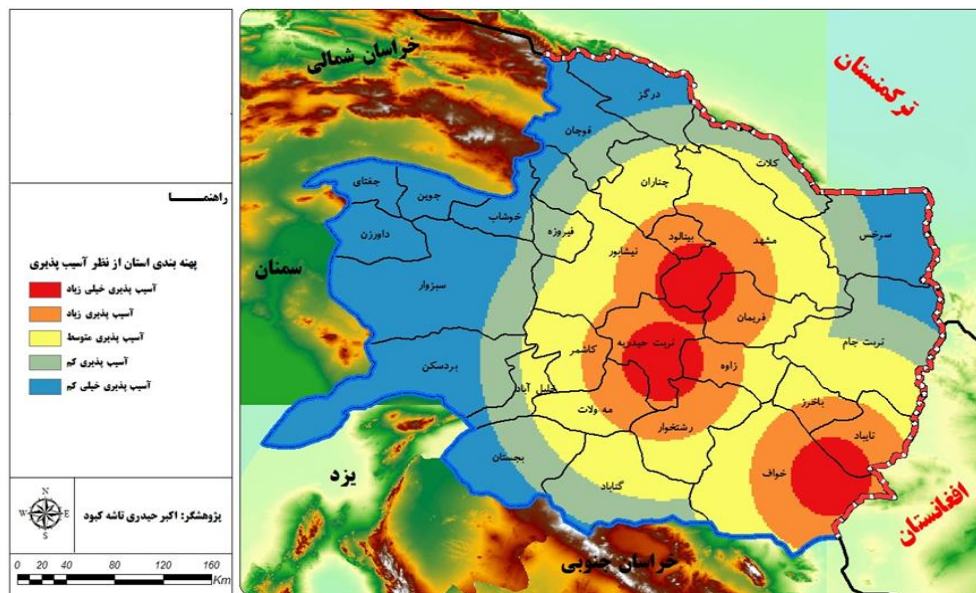 راهنمـــــا
پهنه بندی استان از نظر آسیب پذیری
آسیب پذیری خیلی زیاد
آسیب پذیری زیاد
آسیب پذیری متوسط
آسیب پذیری کم
آسیب پذیری خیلی کم
پژوهشگر: اکبر حیدری تاشه کبود
N
W
E
S
0 10 20 40 80 120 160
Km
خراسان شمالی
ترکمنستان
سمنان
یزد
خراسان جنوبی
افغانستان
درگز
قوچان
کلات
چناران
جغتای
جوین
خوشاب
فیروزه
داورزن
نیشابور
بینالود
مشهد
سرخس
سبزوار
فریمان
تربت جام
تربت حیدریه
کاشمر
زاوه
بردسکن
خلیل آباد
مه ولات
رشتخوار
باخرز
تایباد
خواف
بجستان
گناباد